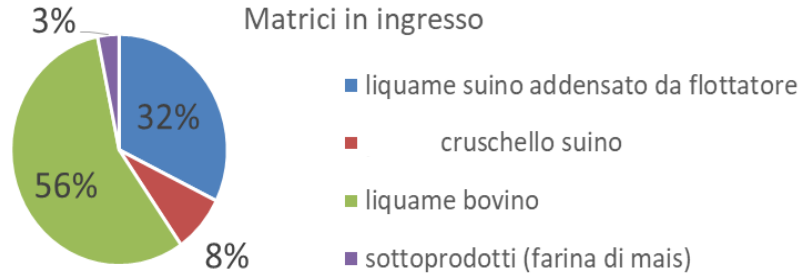 Matrici in ingresso
3%
32%
56%
8%
liquame suino addensato da flottatore
cruschello suino
liquame bovino
sottoprodotti (farina di mais)